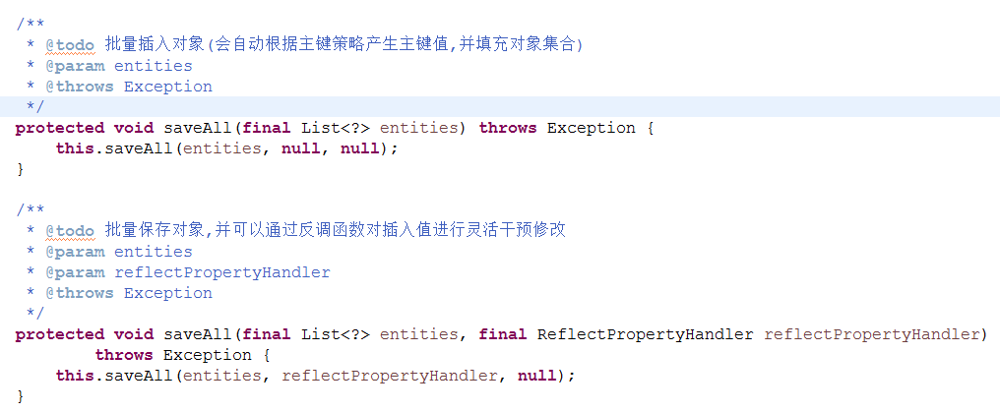 /**
 * @todo 批量插入对象(会自动根据主键策略产生主键值,并填充对象集合)
 * @param entities
 * @throws Exception
 */
protected void saveAll(final List<?> entities) throws Exception {
    this.saveAll(entities, null, null);
}

/**
 * @todo 批量保存对象,并可以通过反调函数对插入值进行灵活干预修改
 * @param entities
 * @param reflectPropertyHandler
 * @throws Exception
 */
protected void saveAll(final List<?> entities, final ReflectPropertyHandler reflectPropertyHandler)
        throws Exception {
    this.saveAll(entities, reflectPropertyHandler, null);
}